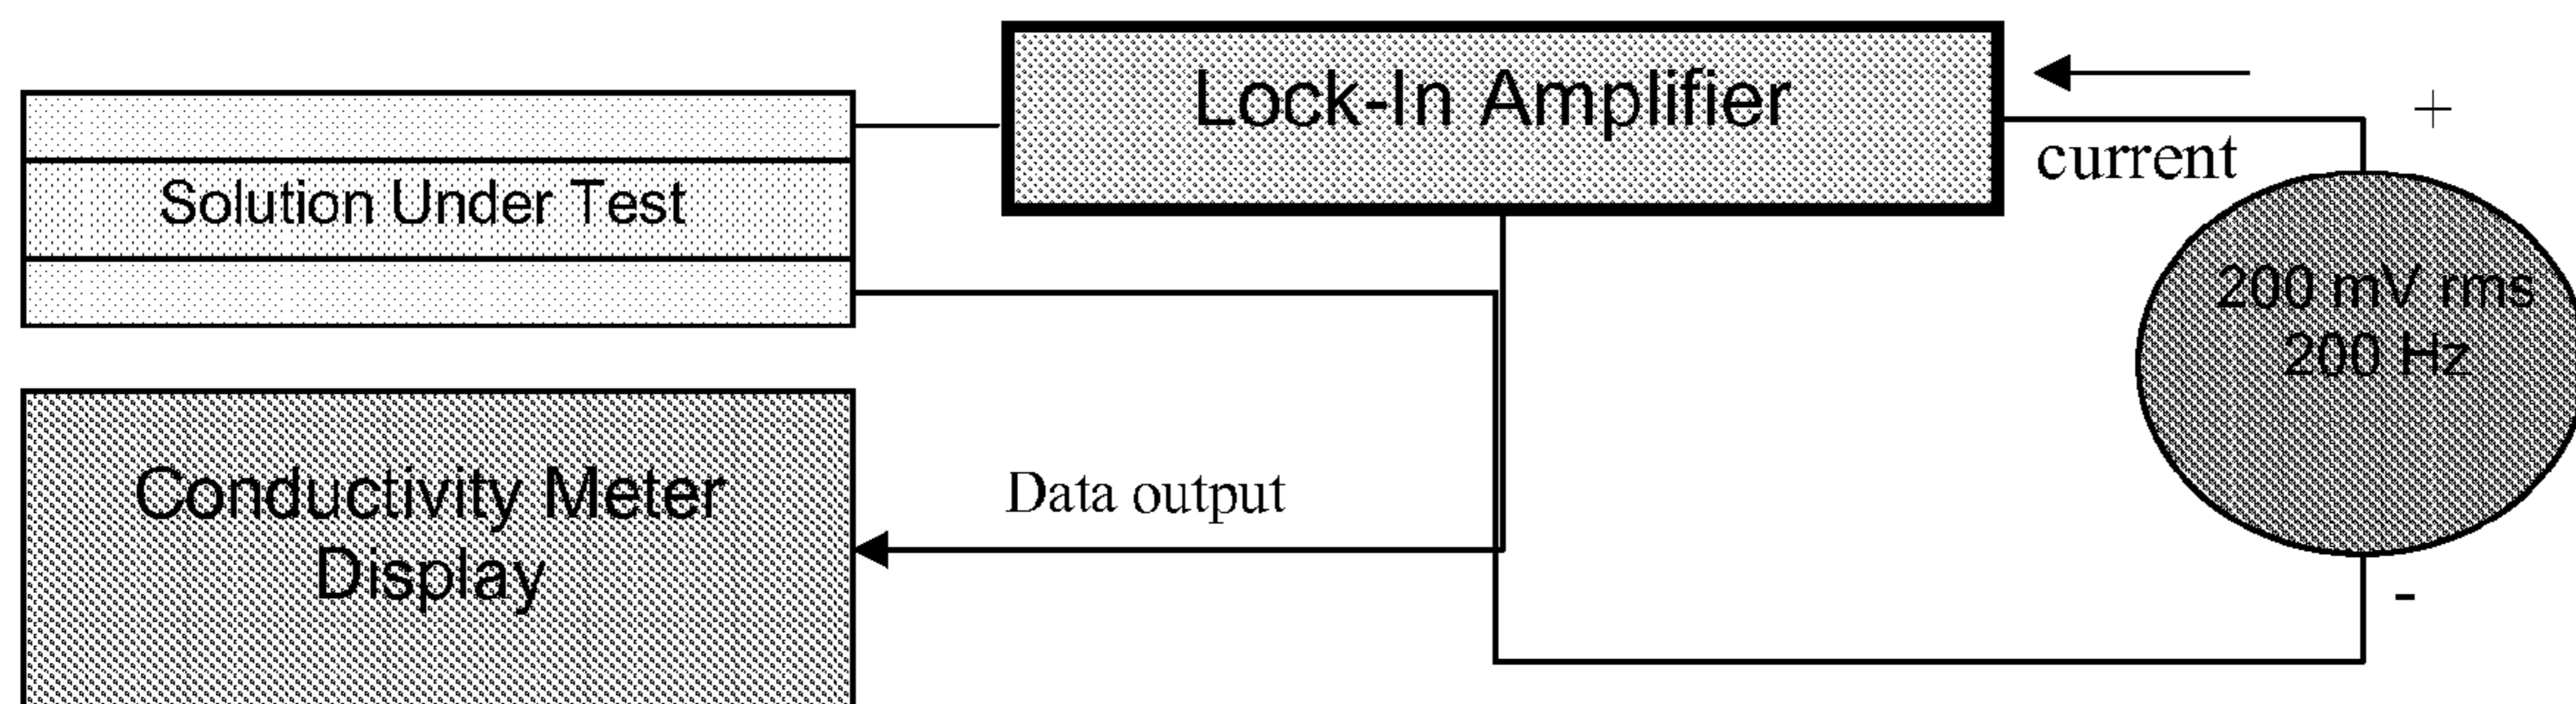 Lock-In Amplifier
+
current
Solution Under Test
200 mV rms
200 Hz
Conductivity Meter
Display
Data output
-